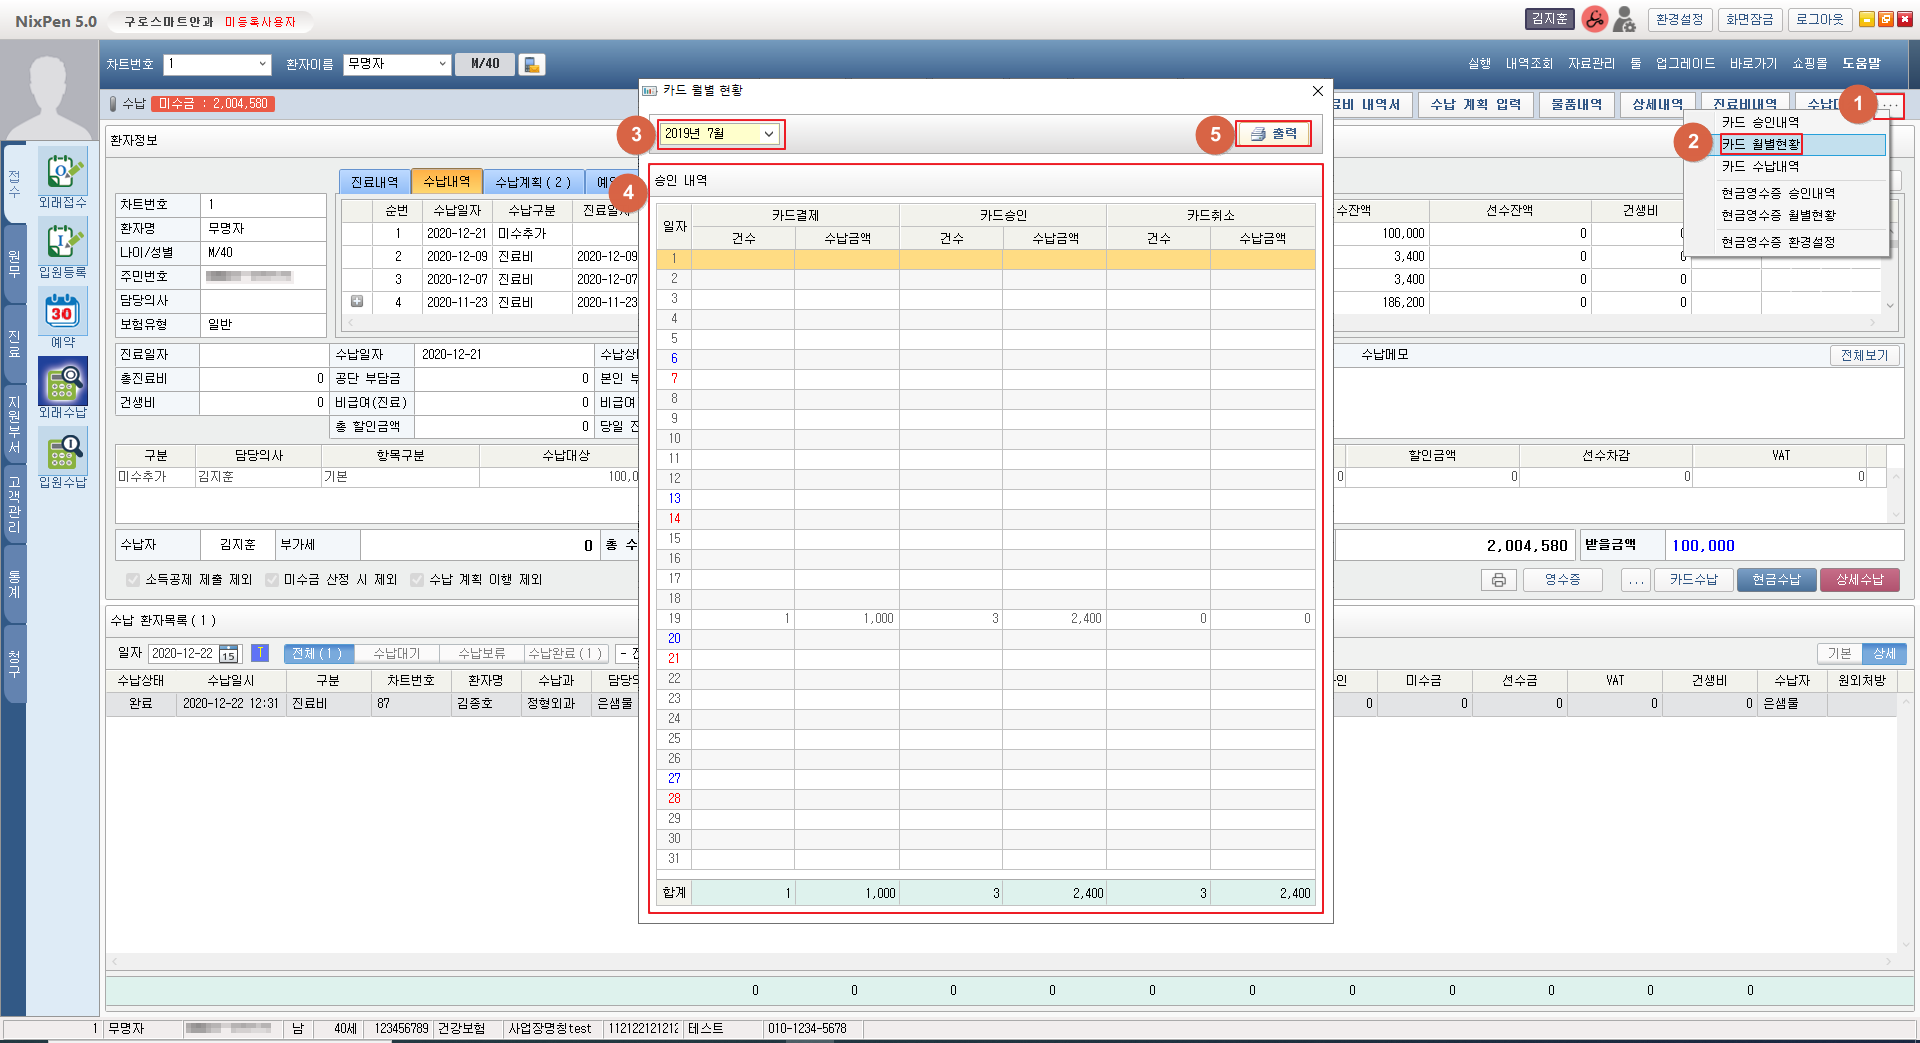 NixPen 5.0 구로스마트안과 미등록사용자 김지훈 환경설정 화면잠금 로그아웃
차트번호 1 환자이름 무명자 M/40 실행 내역조회 자료관리 툴 업그레이드 바로가기 쇼핑몰 도움말
수납 미수금 : 2,004,580 료비 내역서 수납 계획 입력 물품내역 상세내역 진료비내역 수납대 ...
1
카드 승인내역
2 카드 월별현황
카드 수납내역
현금영수증 승인내역
현금영수증 월별현황
현금영수증 환경설정
접수
원무
진료
지원부서
고객관리
통계
청구
외래접수
입원등록
30
예약
외래수납
입원수납
환자정보
차트번호 1
환자명 무명자
나이/성별 M/40
주민번호
담당의사
보험유형 일반
진료내역 수납내역 수납계획 ( 2 )
순번 수납일자 수납구분 진료일자
1 2020-12-21 미수추가
2 2020-12-09 진료비 2020-12-09
3 2020-12-07 진료비 2020-12-07
4 2020-11-23 진료비 2020-11-23
수잔액 선수잔액 건생비
100,000 0 0
3,400 0 0
3,400 0 0
186,200 0 0
진료일자 수납일자 2020-12-21 수납상태
총진료비 0 공단 부담금 0 본인 부
건생비 0 비급여(진료) 0 비급여
총 할인금액 0 당일 진
수납메모 전체보기
구분 담당의사 항목구분 수납대상
미수추가 김지훈 기본 100,0
할인금액 선수차감 VAT
0 0 0 0
수납자 김지훈 부가세 0 총 수
2,004,580 받을금액 100,000
소득공제 제출 제외 미수금 산정 시 제외 수납 계획 이행 제외
영수증 ... 카드수납 현금수납 상세수납
수납 환자목록 ( 1 )
일자 2020-12-22 15 T 전체 ( 1 ) 수납대기 수납보류 수납완료 ( 1 )
기본 상세
수납상태 수납일시 구분 차트번호 환자명 수납과 담당의
완료 2020-12-22 12:31 진료비 87 김종호 정형외과 은샘물
인 미수금 선수금 VAT 건생비 수납자 원외처방
0 0 0 0 0 은샘물
카드 월별 현황
3 2019년 7월 5 출력
4 승인 내역
일자 카드결제 카드승인 카드취소
건수 수납금액 건수 수납금액 건수 수납금액
1
2
3
4
5
6
7
8
9
10
11
12
13
14
15
16
17
18
19 1 1,000 3 2,400 0 0
20
21
22
23
24
25
26
27
28
29
30
31
합계 1 1,000 3 2,400 3 2,400
0 0 0 0 0 0 0 0 0 0 0
1 무명자 남 40세 123456789 건강보험 사업장명칭test 112122121212 테스트 010-1234-5678